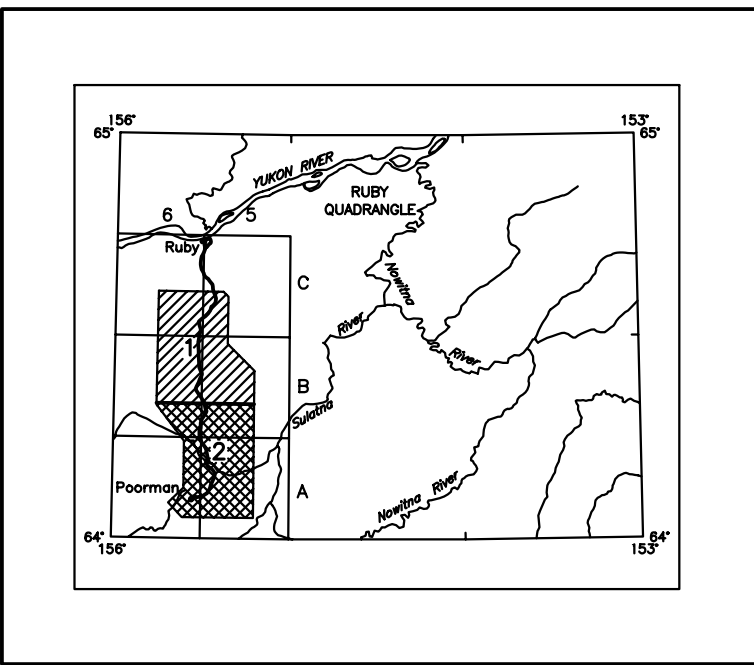 156° 153°
65° 65°
YUKON RIVER
RUBY
QUADRANGLE
6 5
Ruby
Nowitna
C
River
1
River
B
Sulatna
2
Poorman
A
Nowitna River
64° 64°
156° 153°